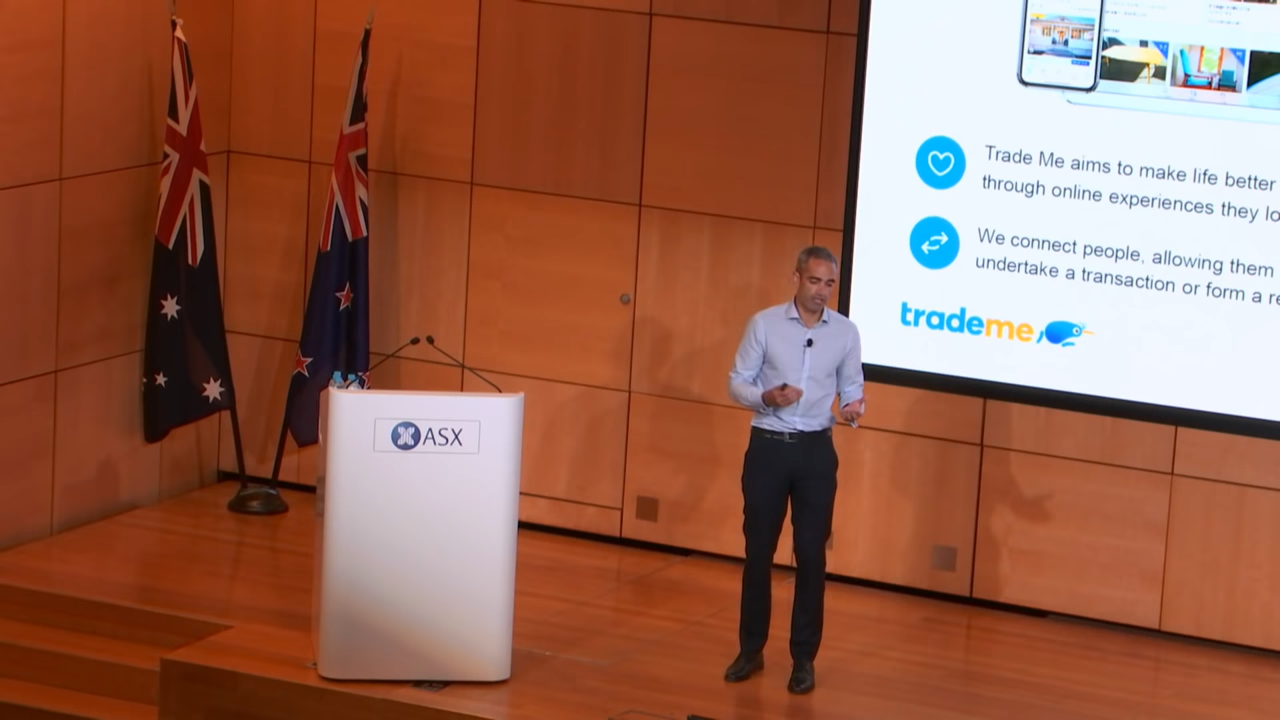 Trade Me aims to make life better
through online experiences they lo
We connect people, allowing them
undertake a transaction or form a re
trademe
ASX